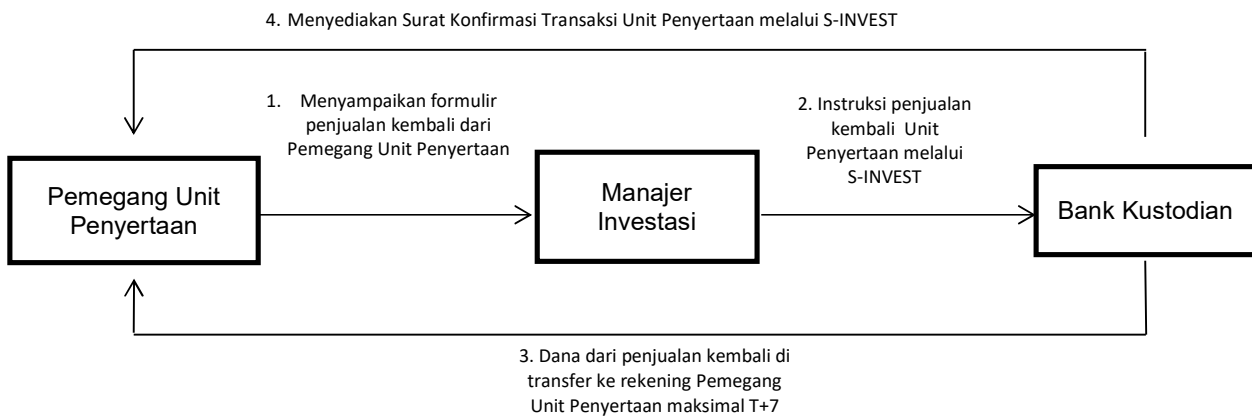 4. Menyediakan Surat Konfirmasi Transaksi Unit Penyertaan melalui S-INVEST
1. Menyampaikan formulir
penjualan kembali dari
Pemegang Unit Penyertaan
2. Instruksi penjualan
kembali Unit
Penyertaan melalui
S-INVEST
Pemegang Unit
Penyertaan
Manajer
Investasi
Bank Kustodian
3. Dana dari penjualan kembali di
transfer ke rekening Pemegang
Unit Penyertaan maksimal T+7